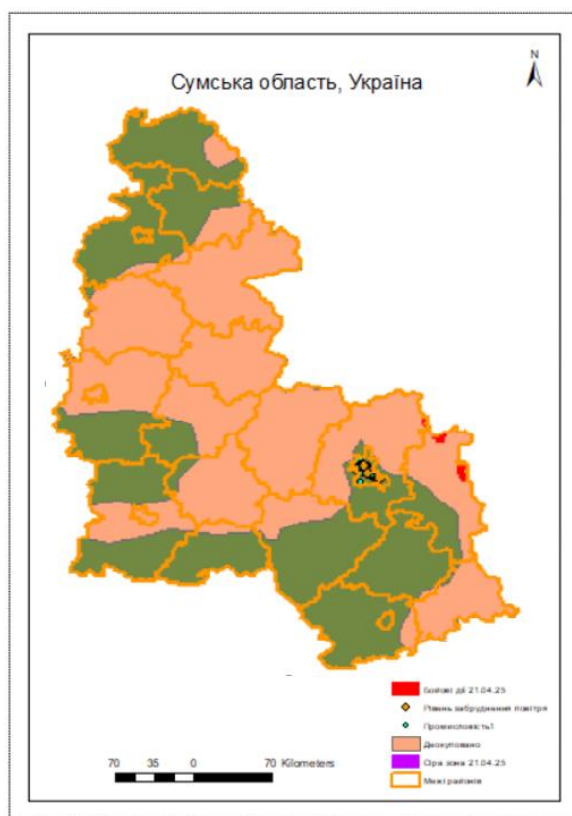 N
Сумська область, Україна
Бойові дії 21.04.25
Рівень забруднення повітря
Промисловість1
Деокуповано
Сіра зона 21.04.25
Межі районів
70 35 0 70 Kilometers